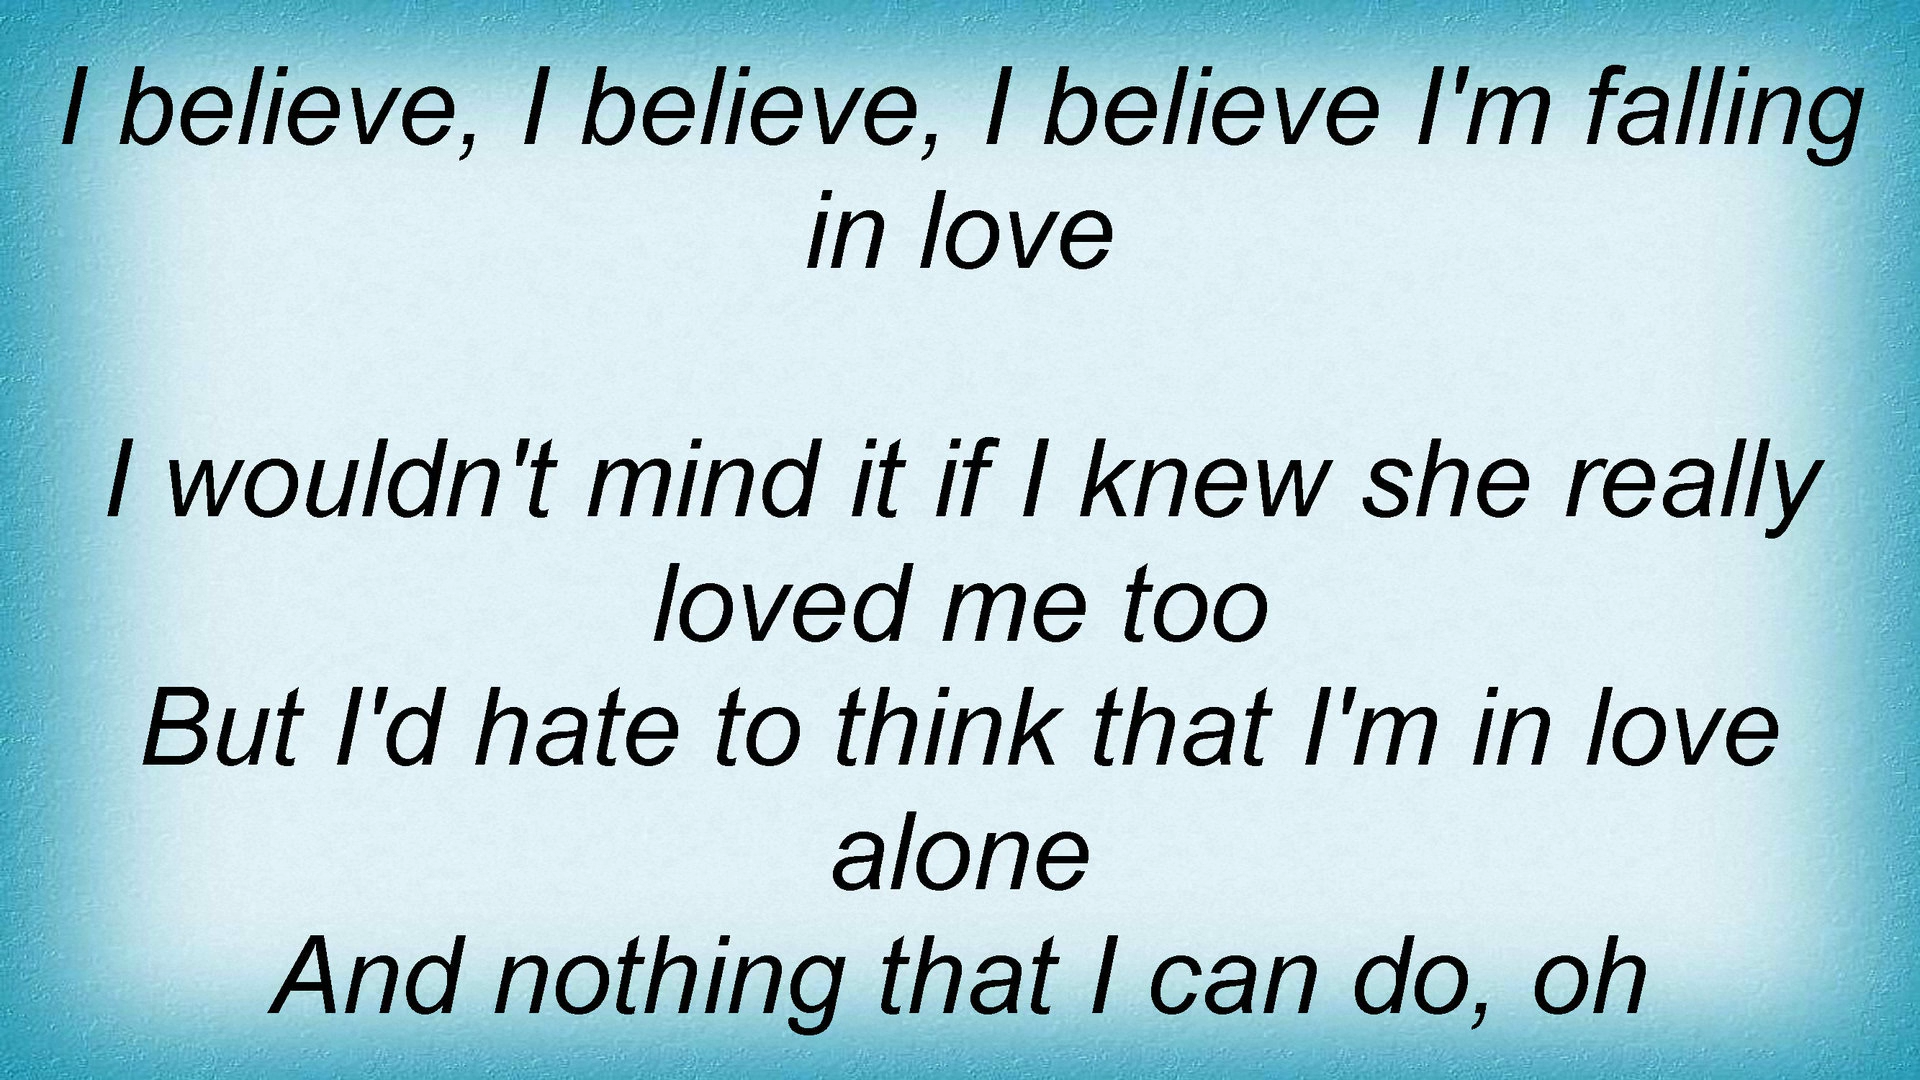 I believe, I believe, I believe I'm falling
in love
I wouldn't mind it if I knew she really
loved me too
But I'd hate to think that I'm in love
alone
And nothing that I can do, oh